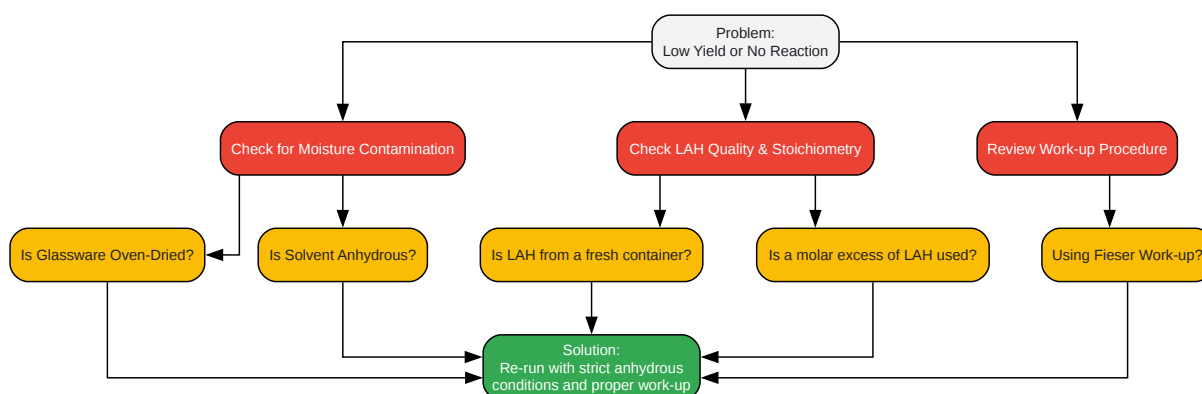 Problem:
Low Yield or No Reaction
Check for Moisture Contamination
Check LAH Quality & Stoichiometry
Review Work-up Procedure
Is Glassware Oven-Dried?
Is Solvent Anhydrous?
Is LAH from a fresh container?
Is a molar excess of LAH used?
Using Fieser Work-up?
Solution:
Re-run with strict anhydrous
conditions and proper work-up